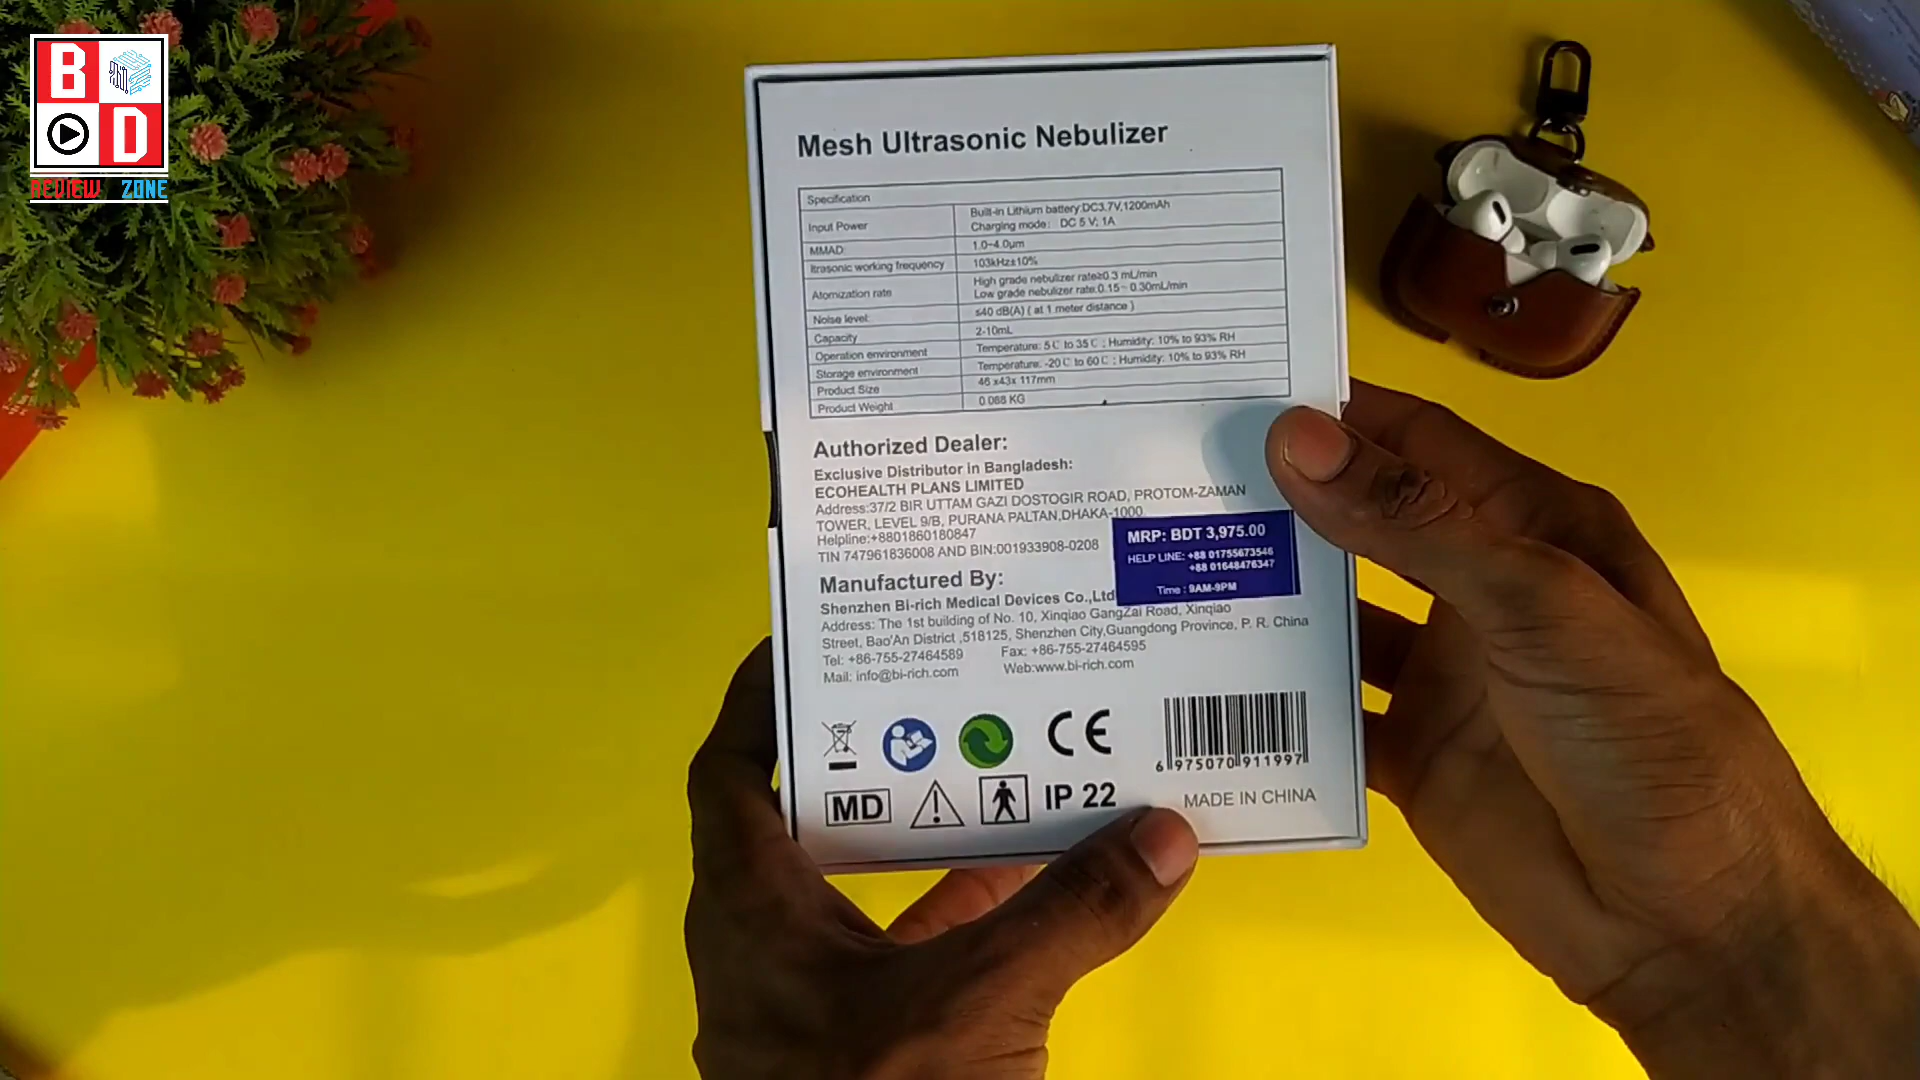 B
D
REVIEW ZONE
Mesh Ultrasonic Nebulizer
Specification
Input Power
Built-in Lithium battery:DC3.7V,1200mAh
Charging mode: DC 5 V; 1A
MMAD:
1.0~4.0μm
ltrasonic working frequency
103kHz±10%
Atomization rate
High grade nebulizer rate≥0.3 mL/min
Low grade nebulizer rate:0.15~ 0.30mL/min
Noise level:
≤40 dB(A) ( at 1 meter distance )
Capacity
2-10mL
Operation environment
Temperature: 5℃ to 35℃ ; Humidity: 10% to 93% RH
Storage environment
Temperature: -20℃ to 60℃ ; Humidity: 10% to 93% RH
Product Size
46 x43x 117mm
Product Weight
0.088 KG
Authorized Dealer:
Exclusive Distributor in Bangladesh:
ECOHEALTH PLANS LIMITED
Address:37/2 BIR UTTAM GAZI DOSTOGIR ROAD, PROTOM-ZAMAN
TOWER, LEVEL 9/B, PURANA PALTAN,DHAKA-1000.
Helpline:+8801860180847
TIN 747961836008 AND BIN:001933908-0208
MRP: BDT 3,975.00
HELP LINE: +88 01755673546
+88 01648476347
Time : 9AM-9PM
Manufactured By:
Shenzhen Bi-rich Medical Devices Co.,Ltd
Address: The 1st building of No. 10, Xinqiao GangZai Road, Xinqiao
Street, Bao'An District ,518125, Shenzhen City,Guangdong Province, P. R. China
Tel: +86-755-27464589 Fax: +86-755-27464595
Mail: info@bi-rich.com Web:www.bi-rich.com
CE
6 975070 911997
MD
IP 22
MADE IN CHINA